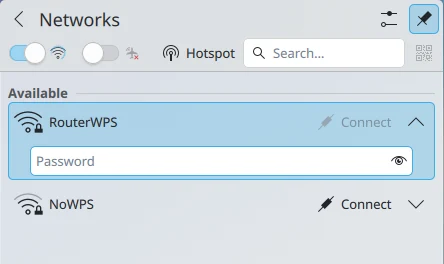 Networks
Hotspot Search...
Available
RouterWPS Connect
Password
NoWPS Connect